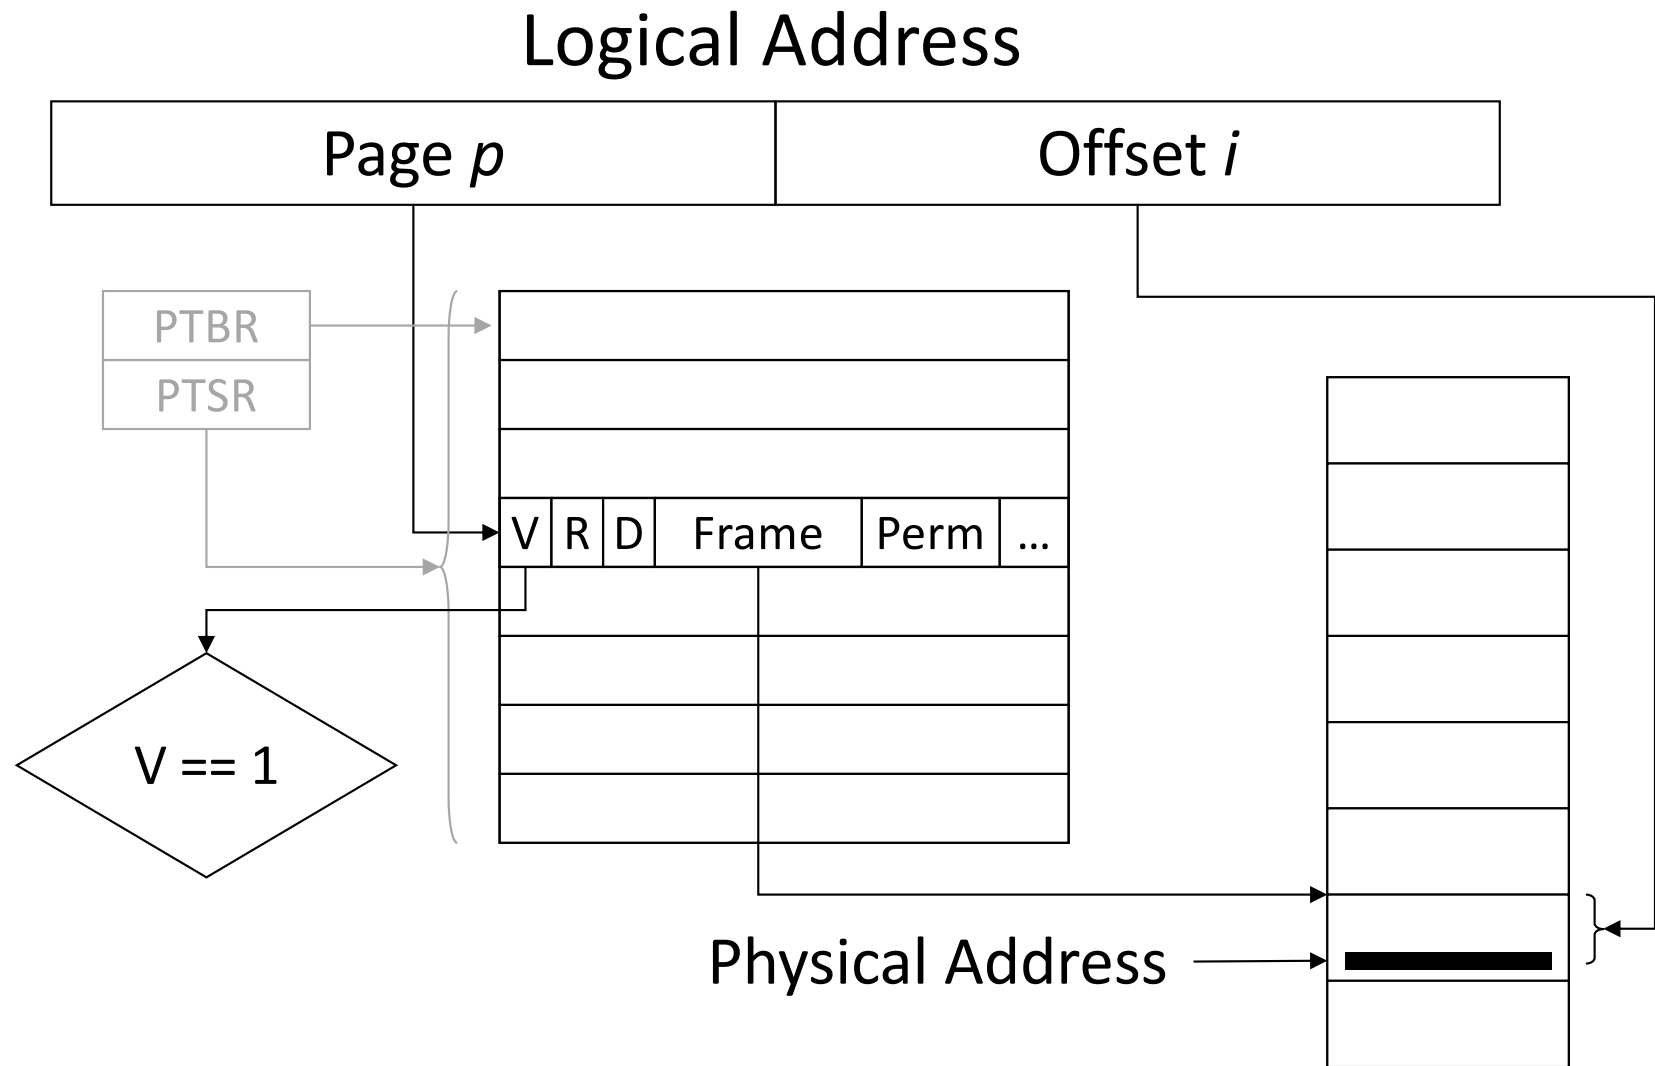 Logical Address
Page p
Offset i
PTBR
PTSR
V R D Frame Perm ...
V == 1
Physical Address